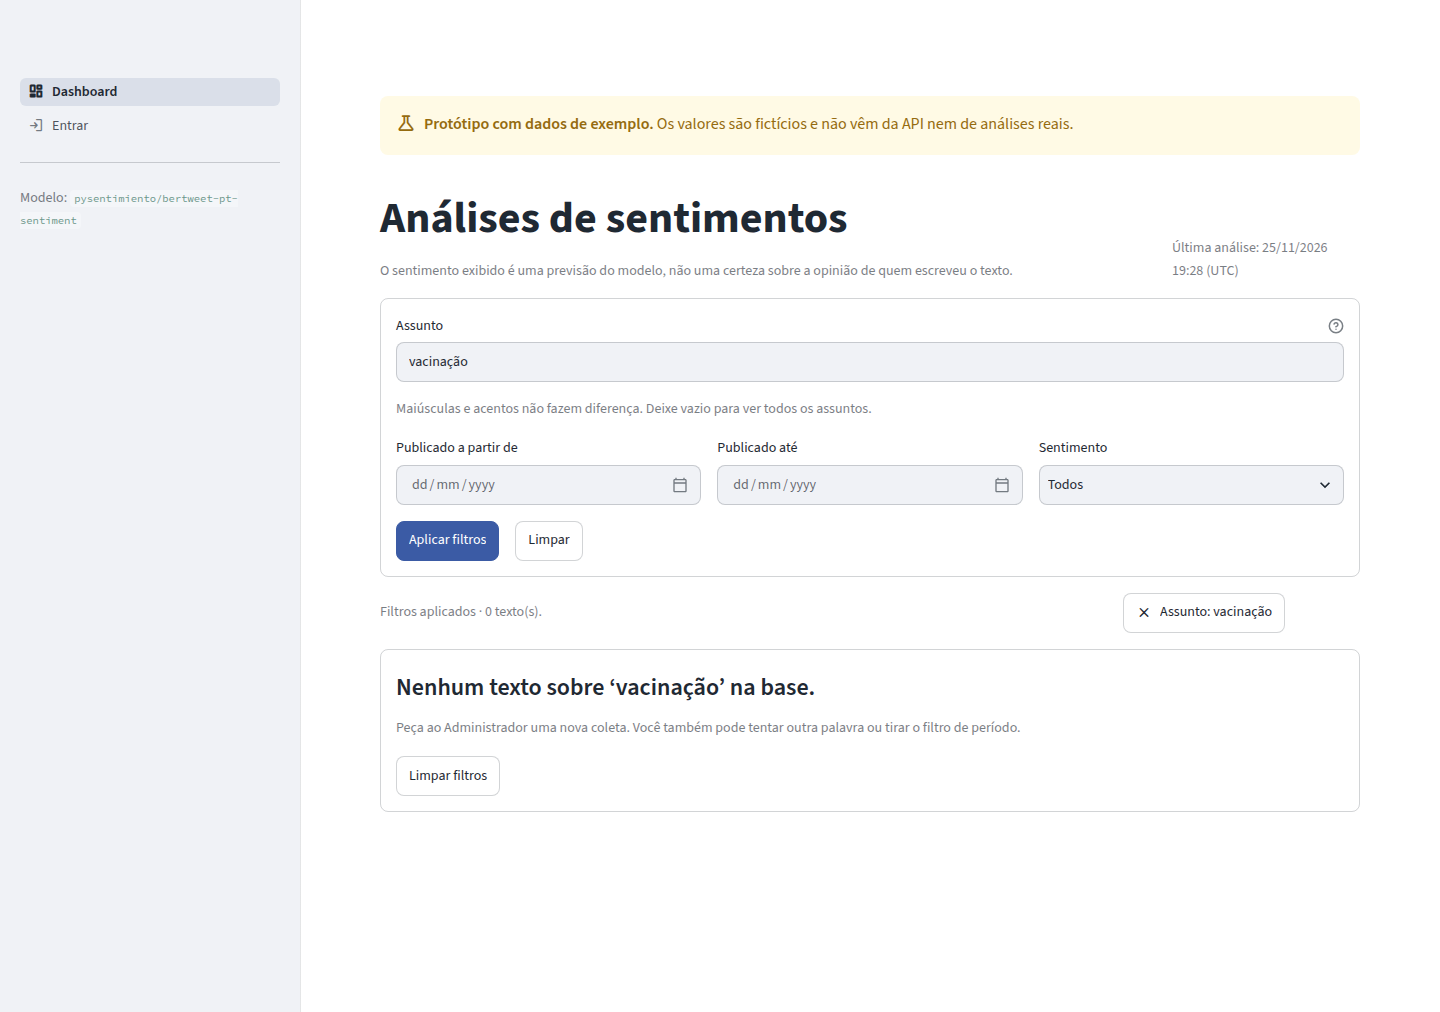 Dashboard
Entrar
Modelo: pysentimiento/bertweet-pt-
sentiment
Protótipo com dados de exemplo. Os valores são fictícios e não vêm da API nem de análises reais.
Análises de sentimentos
O sentimento exibido é uma previsão do modelo, não uma certeza sobre a opinião de quem escreveu o texto.
Última análise: 25/11/2026
19:28 (UTC)
Assunto
vacinação
Maiúsculas e acentos não fazem diferença. Deixe vazio para ver todos os assuntos.
Publicado a partir de
dd/mm/yyyy
Publicado até
dd/mm/yyyy
Sentimento
Todos
Aplicar filtros
Limpar
Filtros aplicados · 0 texto(s).
Assunto: vacinação
Nenhum texto sobre ‘vacinação’ na base.
Peça ao Administrador uma nova coleta. Você também pode tentar outra palavra ou tirar o filtro de período.
Limpar filtros